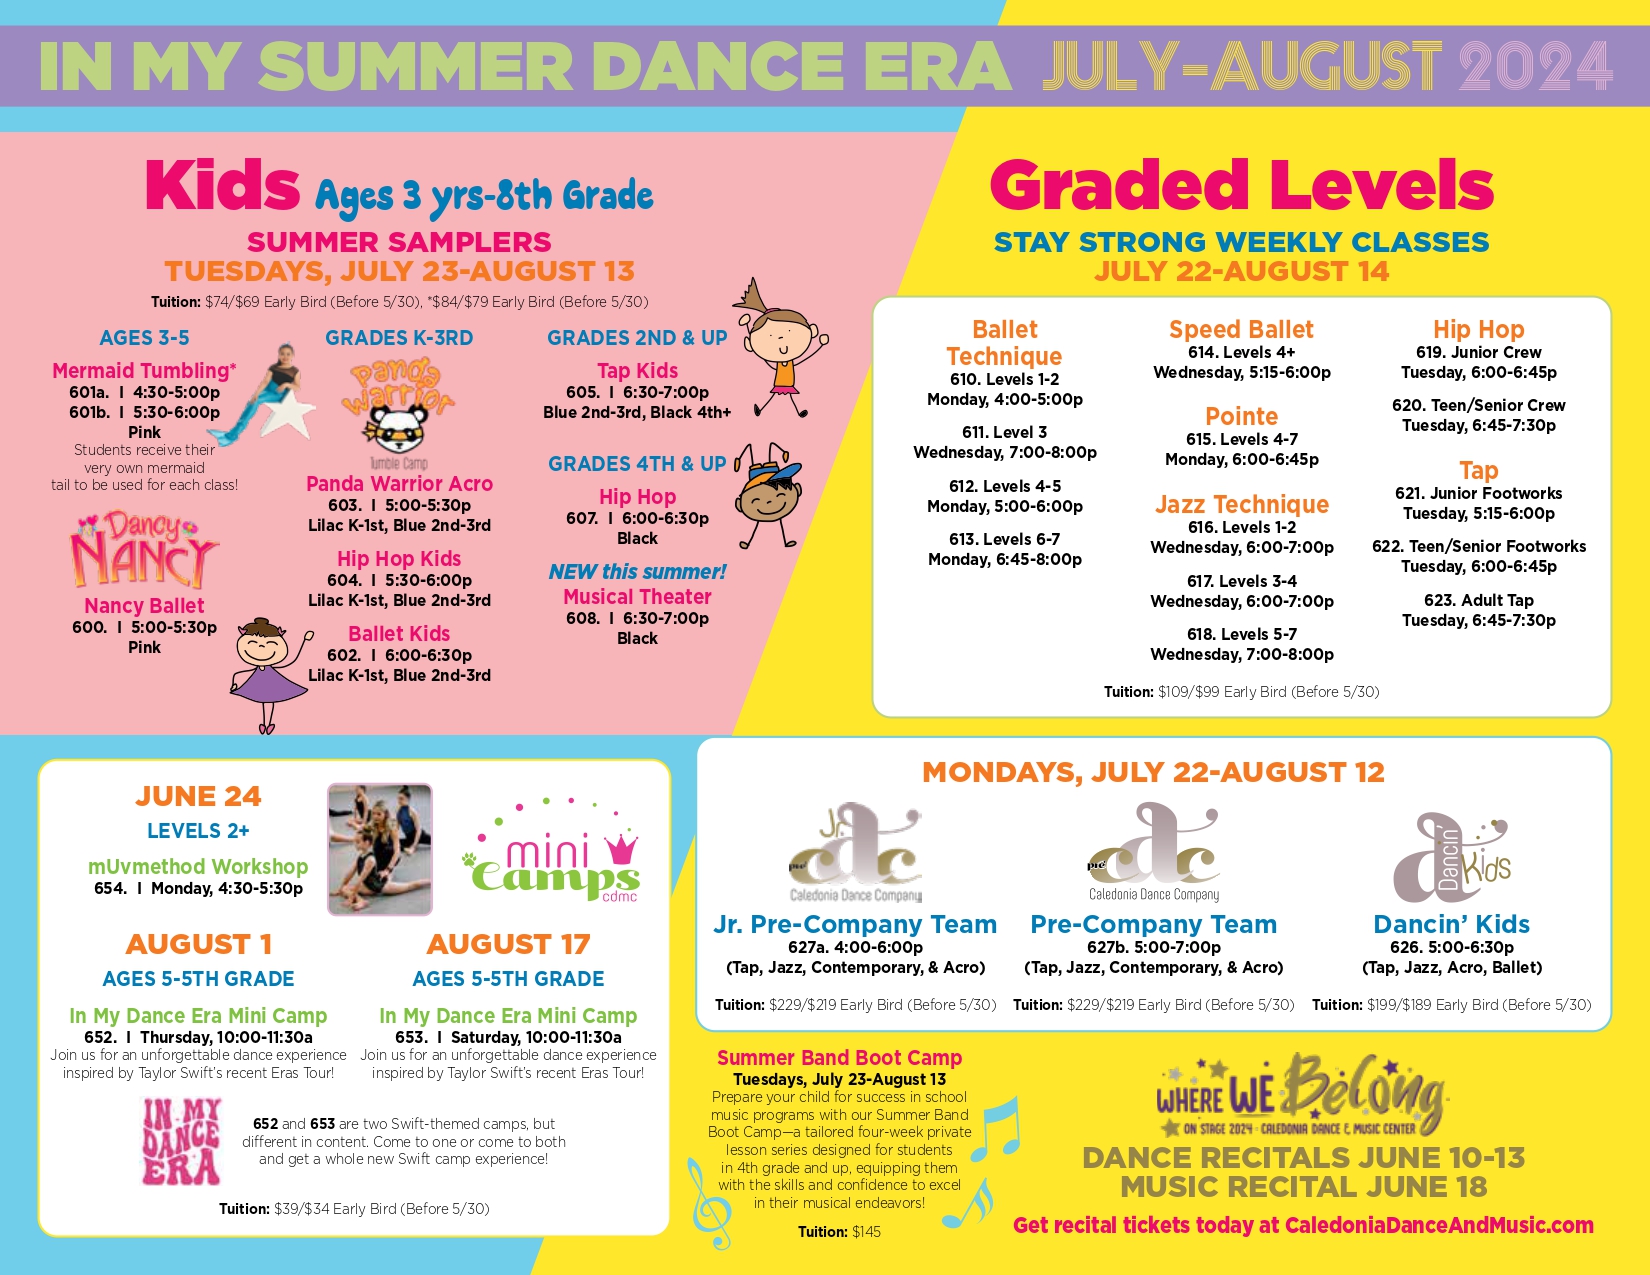 IN MY SUMMER DANCE ERA JULY-AUGUST 2024
Kids Ages 3 yrs-8th Grade
SUMMER SAMPLERS
TUESDAYS, JULY 23-AUGUST 13
Tuition: $74/$69 Early Bird (Before 5/30), *$84/$79 Early Bird (Before 5/30)
AGES 3-5
Mermaid Tumbling*
601a. I 4:30-5:00p
601b. I 5:30-6:00p
Pink
Students receive their
very own mermaid
tail to be used for each class!
Dancy
NANCY
Nancy Ballet
600. I 5:00-5:30p
Pink
GRADES K-3RD
Panda
Warrior
Tumble Camp
Panda Warrior Acro
603. I 5:00-5:30p
Lilac K-1st, Blue 2nd-3rd
Hip Hop Kids
604. I 5:30-6:00p
Lilac K-1st, Blue 2nd-3rd
Ballet Kids
602. I 6:00-6:30p
Lilac K-1st, Blue 2nd-3rd
GRADES 2ND & UP
Tap Kids
605. I 6:30-7:00p
Blue 2nd-3rd, Black 4th+
GRADES 4TH & UP
Hip Hop
607. I 6:00-6:30p
Black
NEW this summer!
Musical Theater
608. I 6:30-7:00p
Black
Graded Levels
STAY STRONG WEEKLY CLASSES
JULY 22-AUGUST 14
Ballet
Technique
610. Levels 1-2
Monday, 4:00-5:00p
611. Level 3
Wednesday, 7:00-8:00p
612. Levels 4-5
Monday, 5:00-6:00p
613. Levels 6-7
Monday, 6:45-8:00p
Speed Ballet
614. Levels 4+
Wednesday, 5:15-6:00p
Pointe
615. Levels 4-7
Monday, 6:00-6:45p
Jazz Technique
616. Levels 1-2
Wednesday, 6:00-7:00p
617. Levels 3-4
Wednesday, 6:00-7:00p
618. Levels 5-7
Wednesday, 7:00-8:00p
Hip Hop
619. Junior Crew
Tuesday, 6:00-6:45p
620. Teen/Senior Crew
Tuesday, 6:45-7:30p
Tap
621. Junior Footworks
Tuesday, 5:15-6:00p
622. Teen/Senior Footworks
Tuesday, 6:00-6:45p
623. Adult Tap
Tuesday, 6:45-7:30p
Tuition: $109/$99 Early Bird (Before 5/30)
JUNE 24
LEVELS 2+
mUvmethod Workshop
654. I Monday, 4:30-5:30p
mini
Camps
cdmc
AUGUST 1
AGES 5-5TH GRADE
In My Dance Era Mini Camp
652. I Thursday, 10:00-11:30a
Join us for an unforgettable dance experience
inspired by Taylor Swift's recent Eras Tour!
AUGUST 17
AGES 5-5TH GRADE
In My Dance Era Mini Camp
653. I Saturday, 10:00-11:30a
Join us for an unforgettable dance experience
inspired by Taylor Swift's recent Eras Tour!
IN MY
DANCE
ERA
652 and 653 are two Swift-themed camps, but
different in content. Come to one or come to both
and get a whole new Swift camp experience!
Tuition: $39/$34 Early Bird (Before 5/30)
MONDAYS, JULY 22-AUGUST 12
Jr.
pre
cdc
Caledonia Dance Company
Jr. Pre-Company Team
627a. 4:00-6:00p
(Tap, Jazz, Contemporary, & Acro)
Tuition: $229/$219 Early Bird (Before 5/30)
pre
cdc
Caledonia Dance Company
Pre-Company Team
627b. 5:00-7:00p
(Tap, Jazz, Contemporary, & Acro)
Tuition: $229/$219 Early Bird (Before 5/30)
Dancin'
Kids
Dancin' Kids
626. 5:00-6:30p
(Tap, Jazz, Acro, Ballet)
Tuition: $199/$189 Early Bird (Before 5/30)
Summer Band Boot Camp
Tuesdays, July 23-August 13
Prepare your child for success in school
music programs with our Summer Band
Boot Camp—a tailored four-week private
lesson series designed for students
in 4th grade and up, equipping them
with the skills and confidence to excel
in their musical endeavors!
Tuition: $145
WHERE WE Belong
ON STAGE 2024 - CALEDONIA DANCE & MUSIC CENTER
DANCE RECITALS JUNE 10-13
MUSIC RECITAL JUNE 18
Get recital tickets today at CaledoniaDanceAndMusic.com